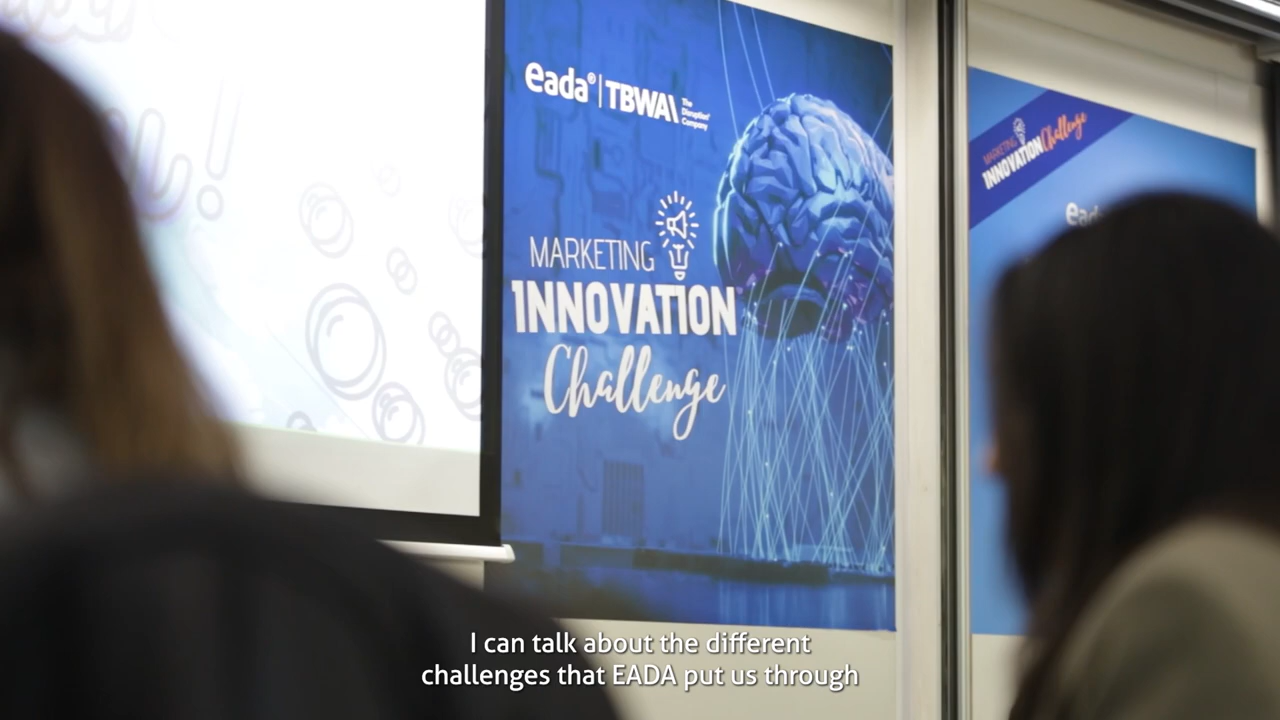 eada® | TBWA\ The Disruption® Company
MARKETING
INNOVATION
Challenge
MARKETING
INNOVATION Challenge
eada
I can talk about the different
challenges that EADA put us through